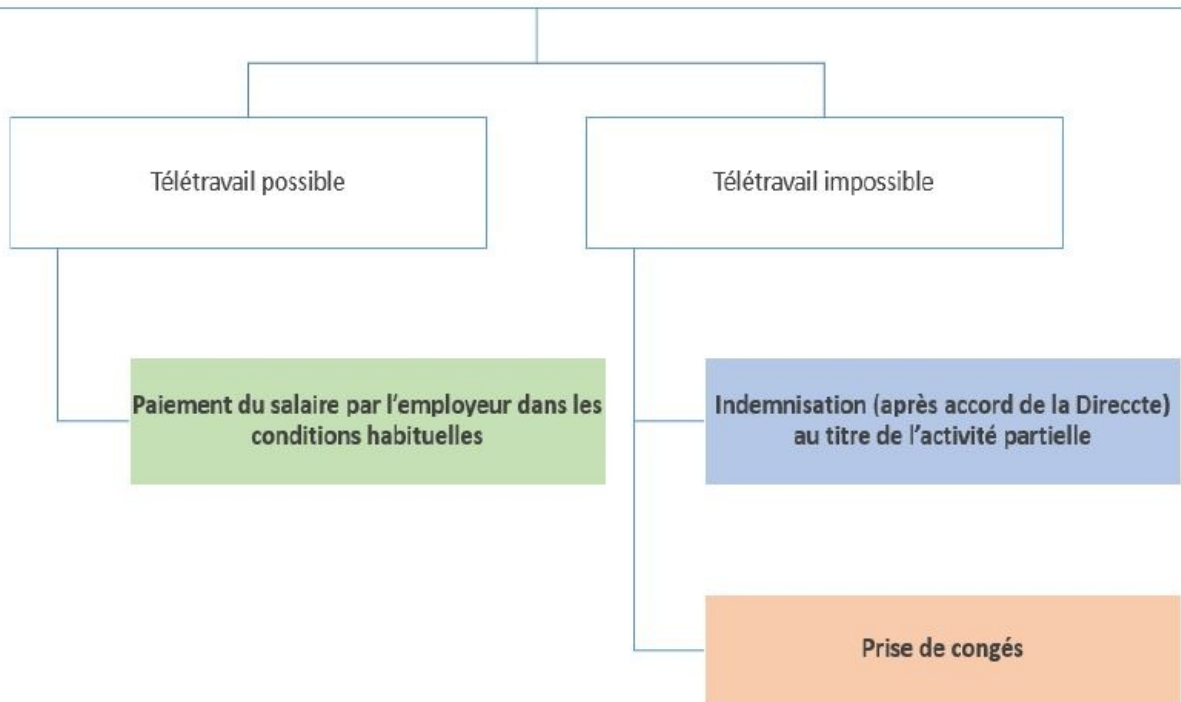 Télétravail possible
Télétravail impossible
Paiement du salaire par l'employeur dans les
conditions habituelles
Indemnisation (après accord de la Direccte)
au titre de l'activité partielle
Prise de congés